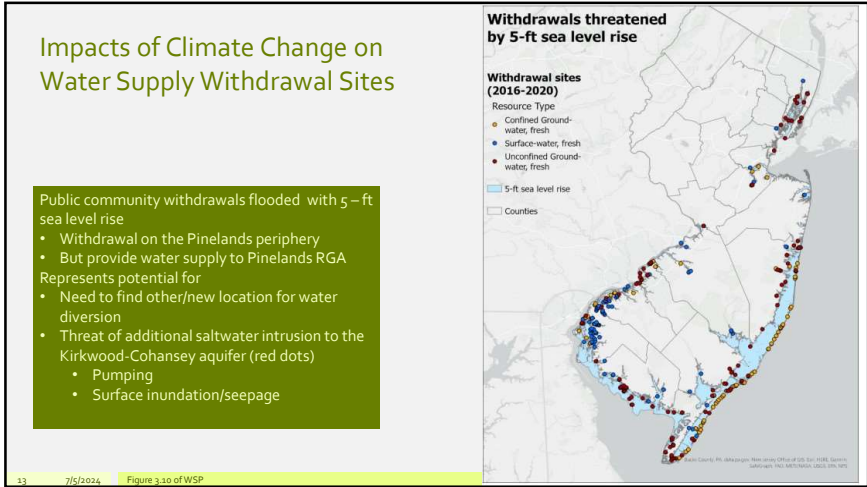 Impacts of Climate Change on
Water Supply Withdrawal Sites
Public community withdrawals flooded with 5 – ft
sea level rise
• Withdrawal on the Pinelands periphery
• But provide water supply to Pinelands RGA
Represents potential for
• Need to find other/new location for water
diversion
• Threat of additional saltwater intrusion to the
Kirkwood-Cohansey aquifer (red dots)
• Pumping
• Surface inundation/seepage
13 7/5/2024 Figure 3.10 of WSP
Withdrawals threatened
by 5-ft sea level rise
Withdrawal sites
(2016-2020)
Resource Type
Confined Ground-
water, fresh
Surface-water, fresh
Unconfined Ground-
water, fresh
5-ft sea level rise
Counties